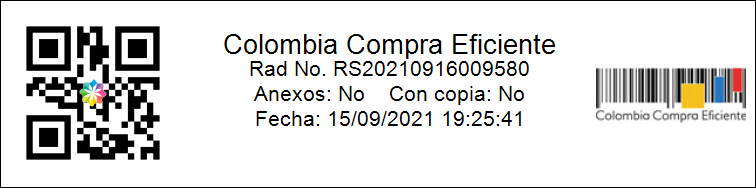 Colombia Compra Eficiente
Rad No. RS20210916009580
Anexos: No    Con copia: No
Fecha: 15/09/2021 19:25:41
Colombia Compra Eficiente